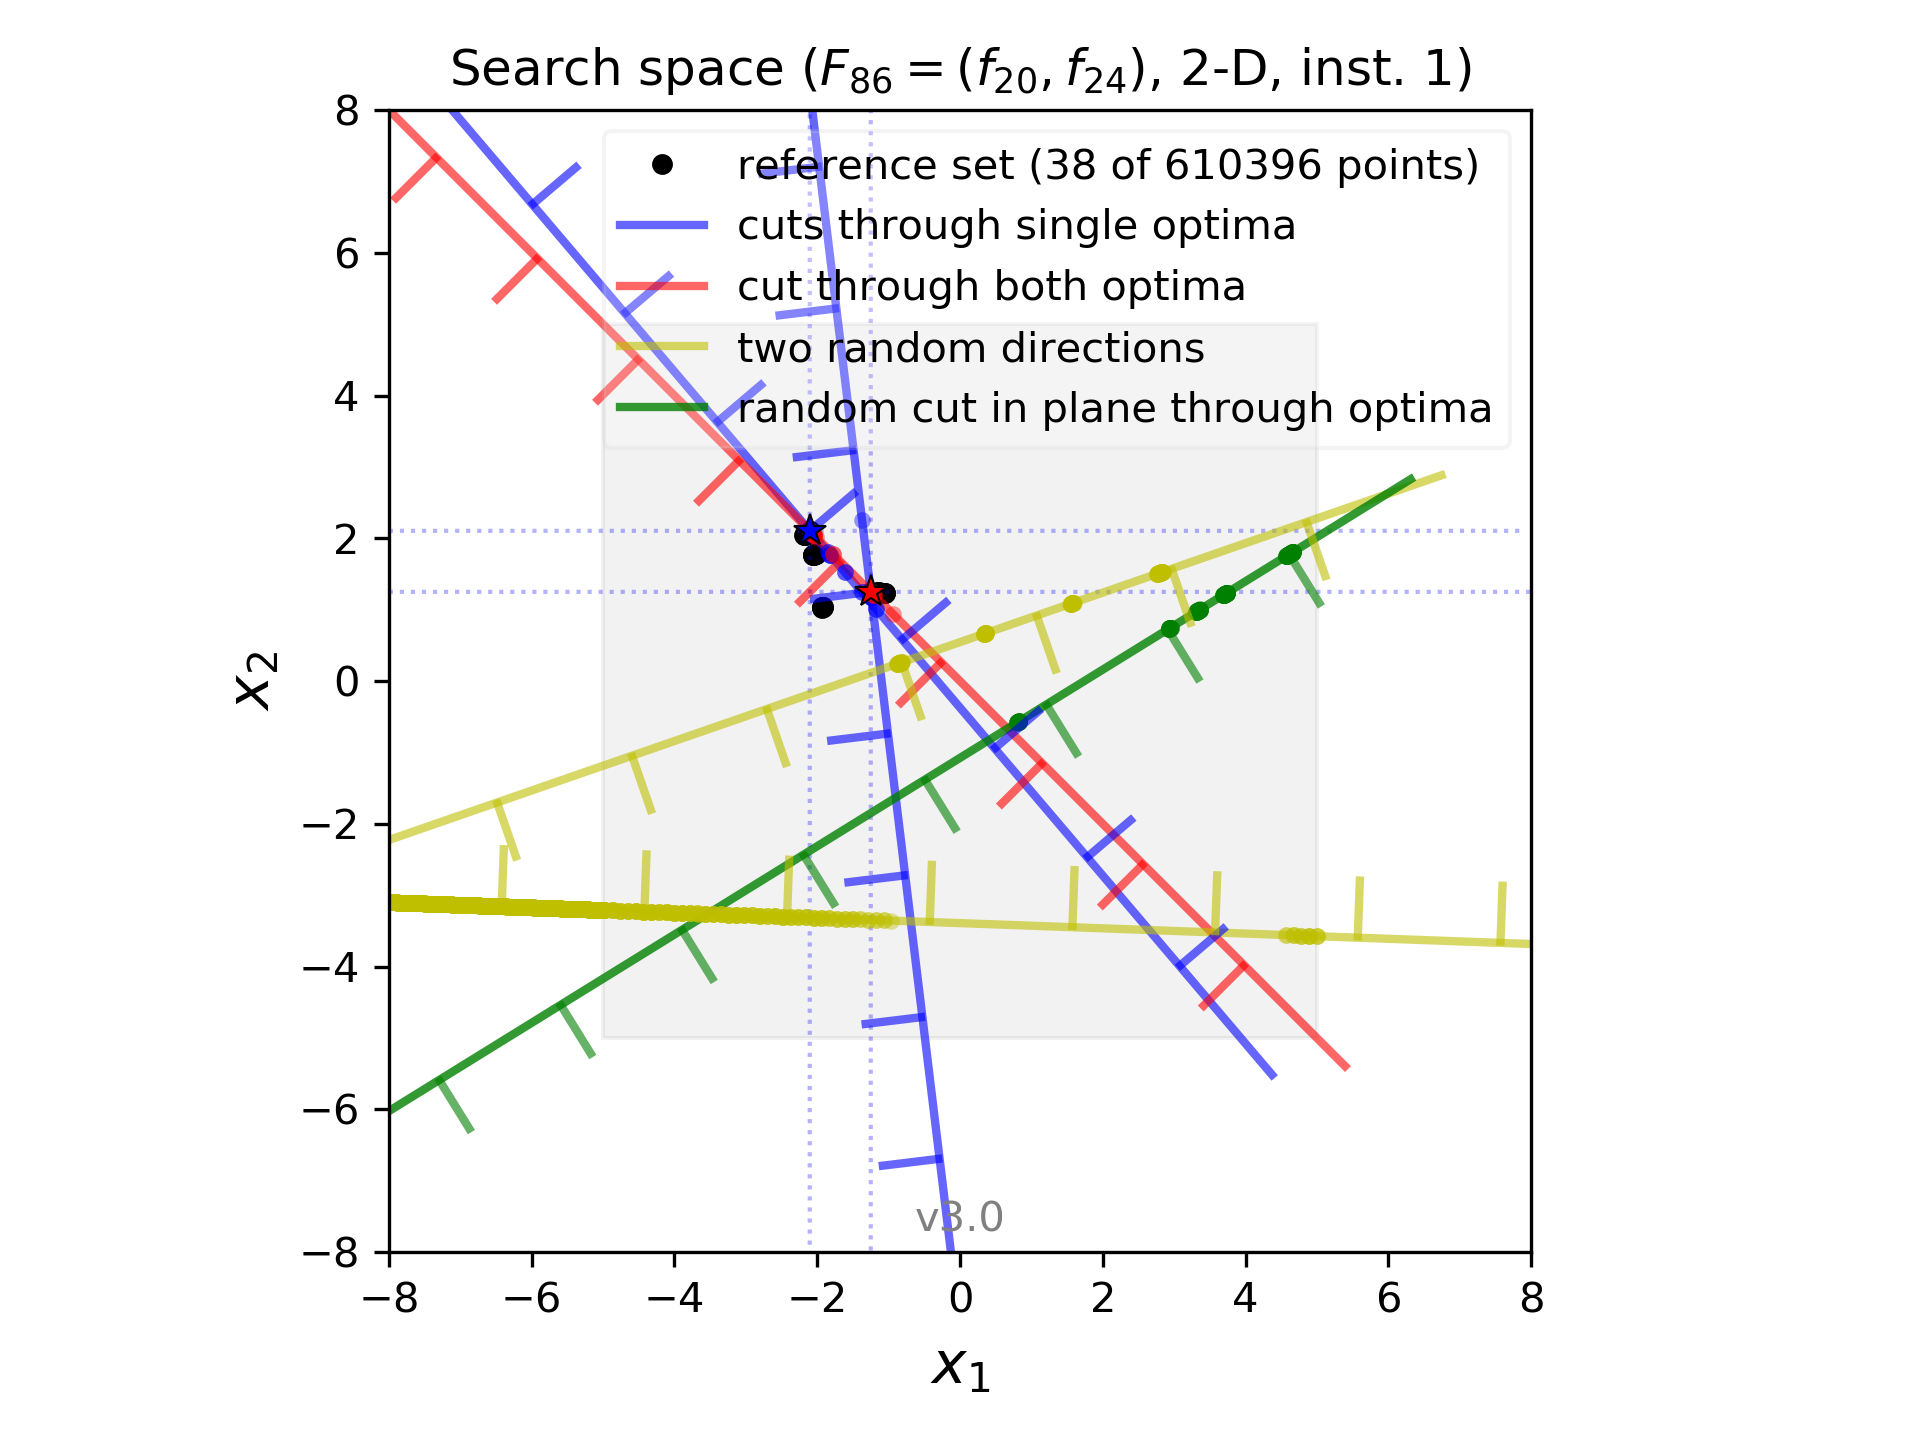 Search space (F86 = (f20, f24), 2-D, inst. 1)
reference set (38 of 610396 points)
cuts through single optima
cut through both optima
two random directions
random cut in plane through optima
8
6
4
2
0
−2
−4
−6
−8
x2
v3.0
−8 −6 −4 −2 0 2 4 6 8
x1